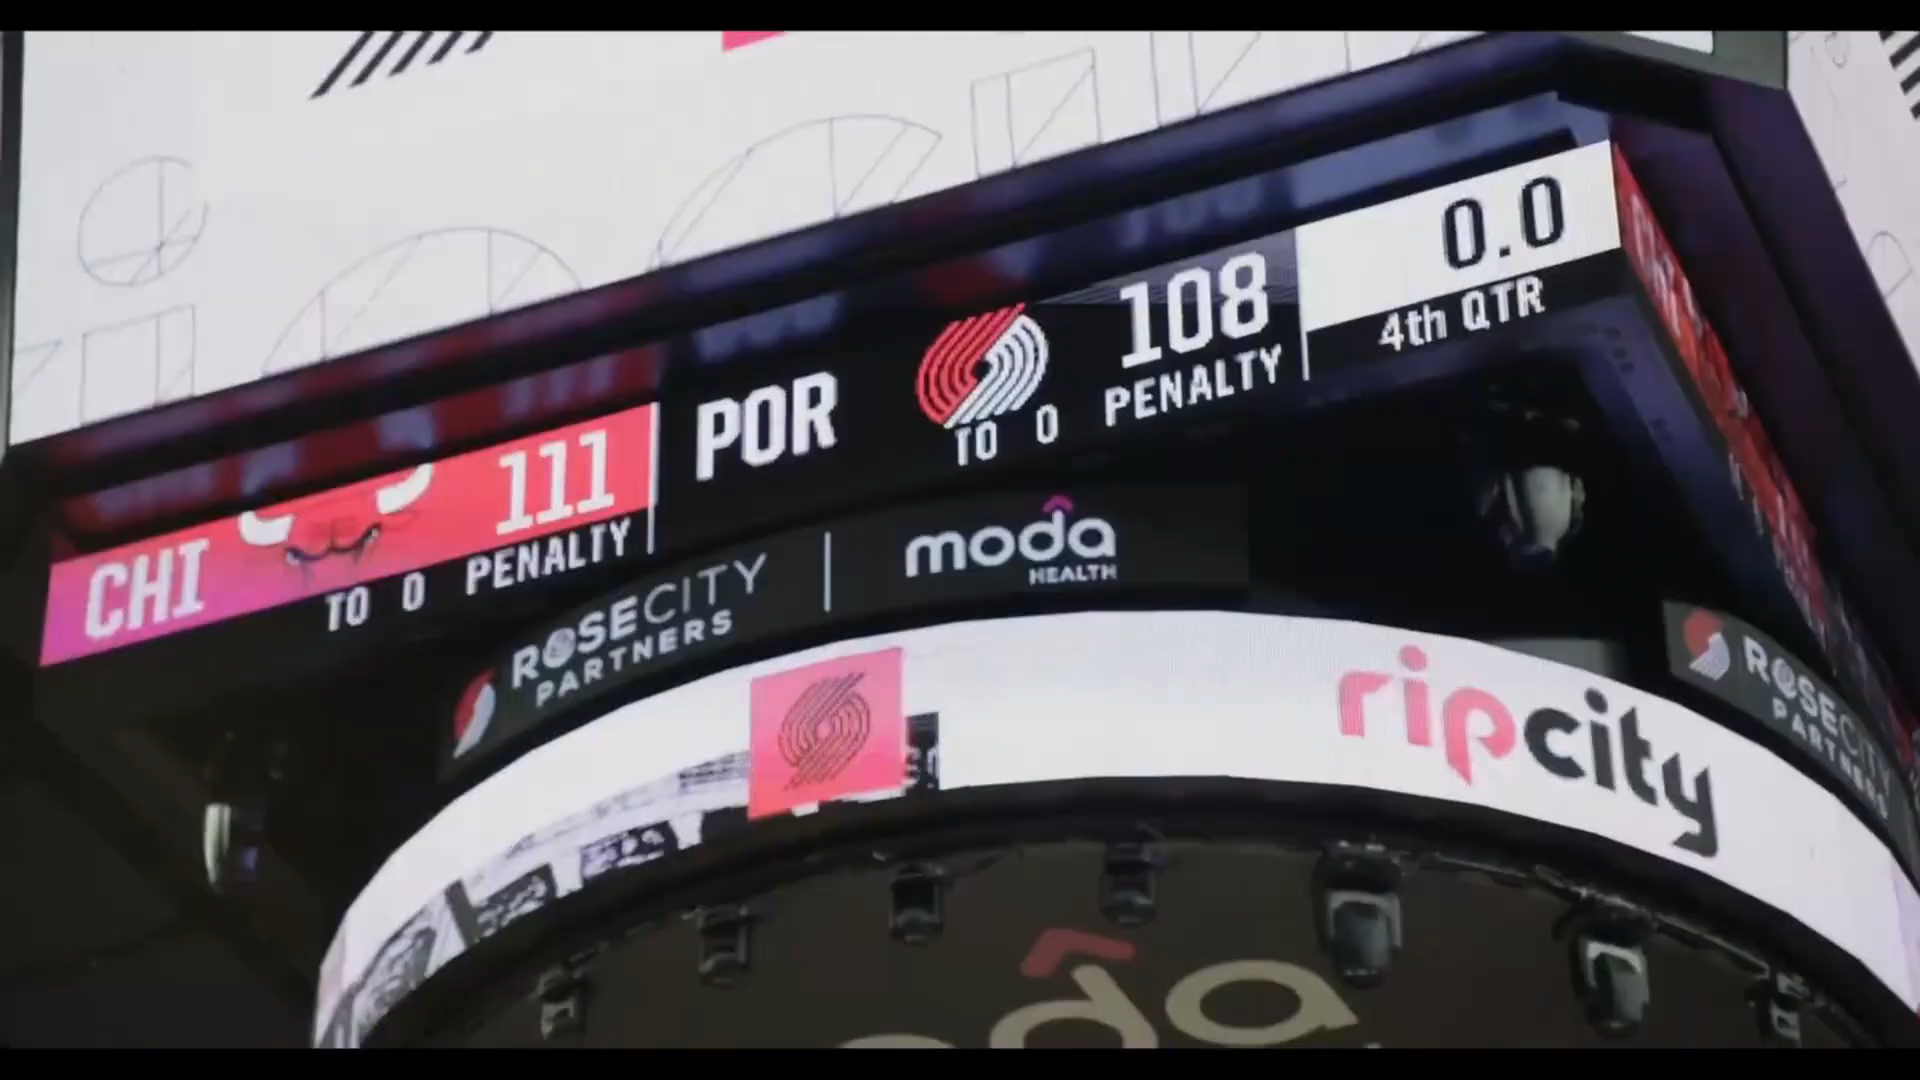 0.0
4th QTR
108
PENALTY
POR
TO 0
111
PENALTY
CHI
TO 0
ROSECITY
PARTNERS
moda
HEALTH
ripcity
ROSECITY
PARTNERS
moda